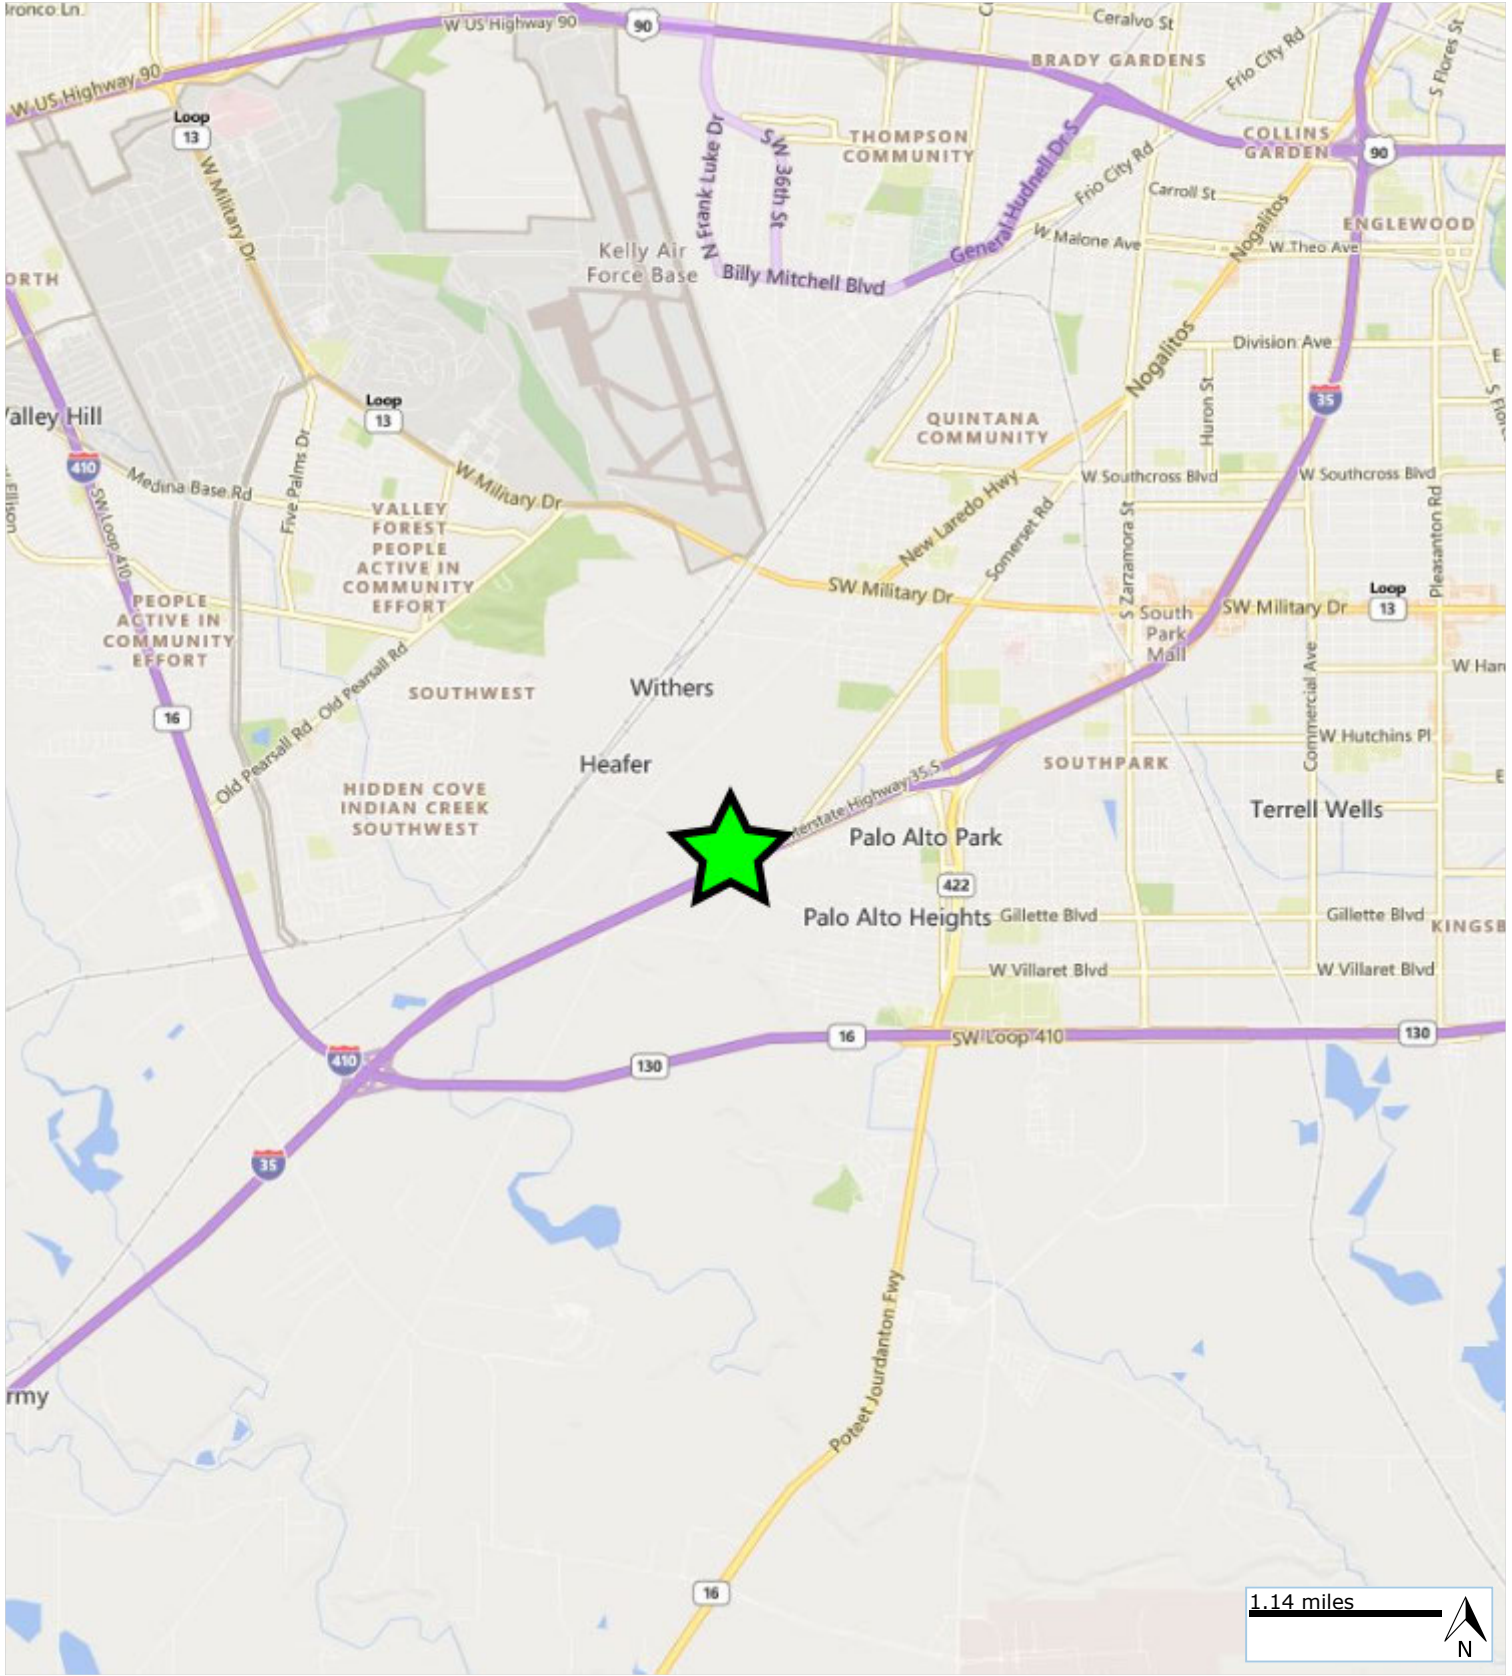 W US Highway 90
90
Ceralvo St
S Flores St
BRADY GARDENS
Frio City Rd
W US Highway 90
Loop
13
COLLINS
GARDEN
90
THOMPSON
COMMUNITY
N Frank Luke Dr
SW 36th St
General Hudnell Dr S
Frio City Rd
Carroll St
Nogalitos
ENGLEWOOD
W Military Dr
Kelly Air
Force Base
W Malone Ave
W Theo Ave
ORTH
Billy Mitchell Blvd
Division Ave
E
Nogalitos
S Flor
Loop
13
35
Valley Hill
QUINTANA
COMMUNITY
Huron St
410
Medina Base Rd
Five Palms Dr
W Military Dr
W Southcross Blvd
W Southcross Blvd
W Ellison
SW Loop 410
VALLEY
FOREST
PEOPLE
ACTIVE IN
COMMUNITY
EFFORT
New Laredo Hwy
Somerset Rd
S Zarzamora St
Pleasanton Rd
PEOPLE
ACTIVE IN
COMMUNITY
EFFORT
SW Military Dr
South
Park
Mall
SW Military Dr
Loop
13
Old Pearsall Rd
SOUTHWEST
Withers
Commercial Ave
W Har
16
Old Pearsall Rd
Heafer
SOUTHPARK
W Hutchins Pl
E
HIDDEN COVE
INDIAN CREEK
SOUTHWEST
terstate Highway 35 S
Palo Alto Park
Terrell Wells
422
Palo Alto Heights
Gillette Blvd
Gillette Blvd
KINGSB
W Villaret Blvd
W Villaret Blvd
410
130
16
SW Loop 410
130
35
Poteet Jourdanton Fwy
rmy
16
1.14 miles
N